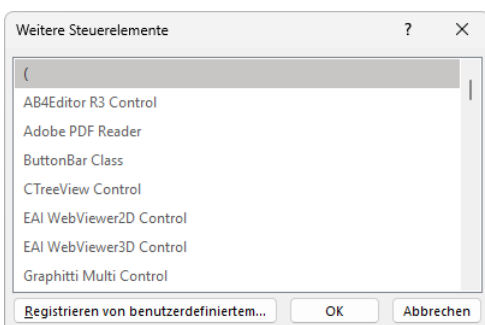 Weitere Steuerelemente ?
(
AB4Editor R3 Control
Adobe PDF Reader
ButtonBar Class
CTreeView Control
EAI WebViewer2D Control
EAI WebViewer3D Control
Graphitti Multi Control
Registrieren von benutzerdefiniertem... OK Abbrechen